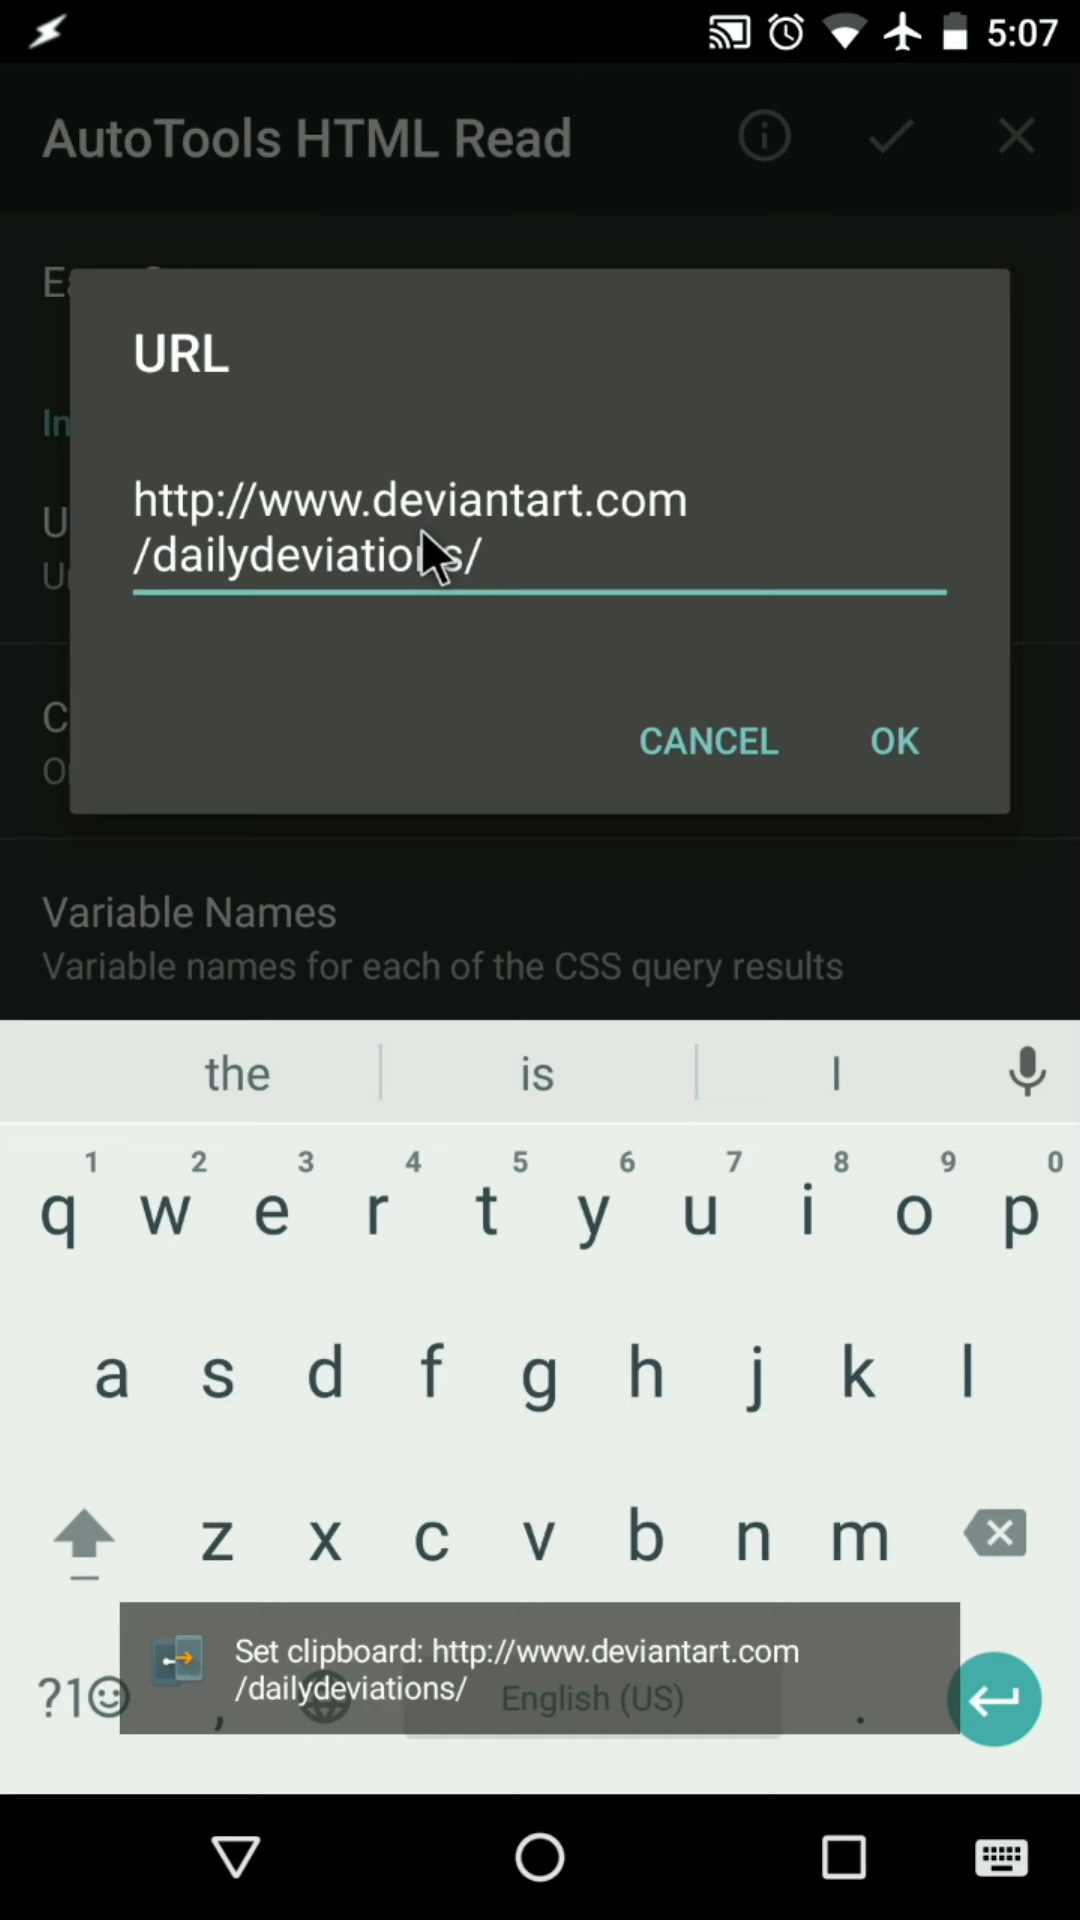 5:07
AutoTools HTML Read
URL
http://www.deviantart.com
/dailydeviations/
CANCEL OK
Variable Names
Variable names for each of the CSS query results
the is I
1 2 3 4 5 6 7 8 9 0
q w e r t y u i o p
a s d f g h j k l
z x c v b n m
Set clipboard: http://www.deviantart.com
/dailydeviations/
?1 , English (US) .